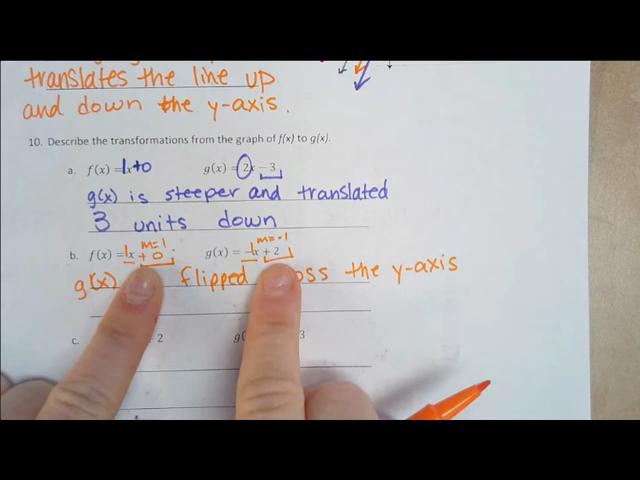 translates the line up
and down the y-axis.
10. Describe the transformations from the graph of f(x) to g(x).
a. f(x) = 1x+0 g(x) = 2x − 3
g(x) is steeper and translated
3 units down
m=1 m=-1
b. f(x) = 1x + 0 g(x) = -1x + 2
g(x) flipped the y-axis
c. 2 3